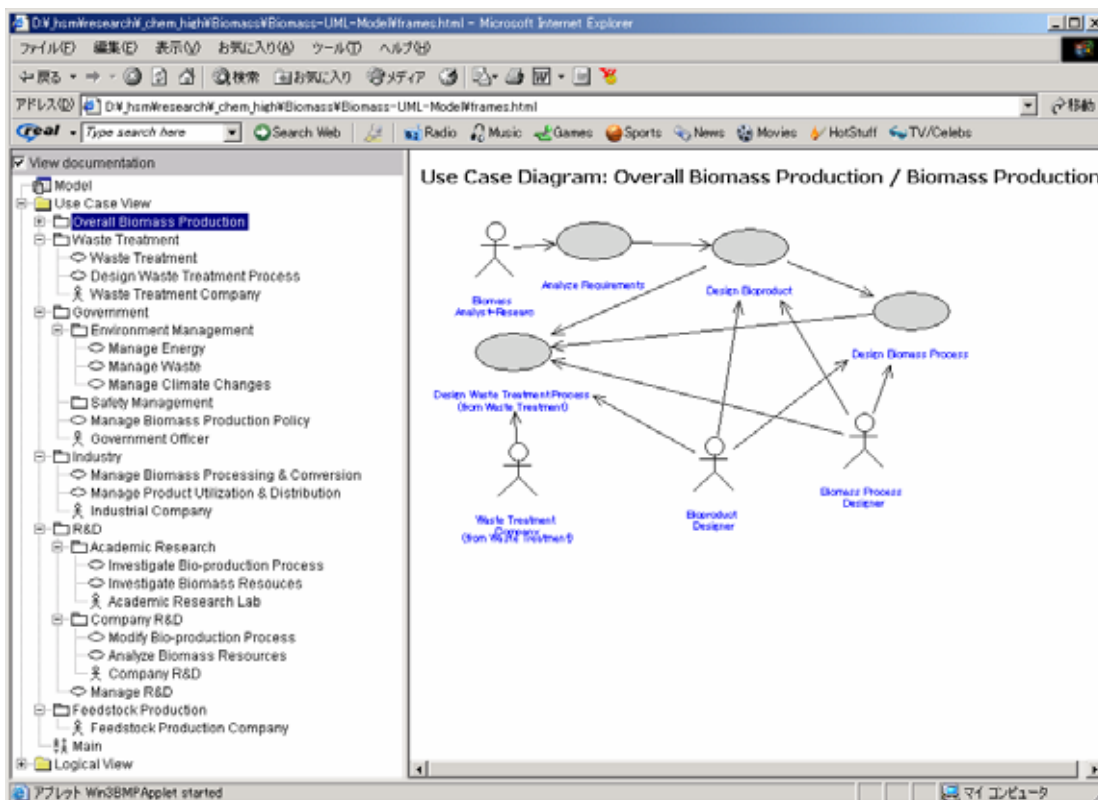 D:¥_hsm¥research¥_chem_high¥Biomass¥Biomass-UML-Model¥frames.html - Microsoft Internet Explorer
ファイル(F) 編集(E) 表示(V) お気に入り(A) ツール(T) ヘルプ(H)
戻る 検索 お気に入り メディア
アドレス(D) D:¥_hsm¥research¥_chem_high¥Biomass¥Biomass-UML-Model¥frames.html 移動
real Type search here Search Web Radio Music Games Sports News Movies HotStuff TV/Celebs
View documentation
Model
Use Case View
Overall Biomass Production
Waste Treatment
Waste Treatment
Design Waste Treatment Process
Waste Treatment Company
Government
Environment Management
Manage Energy
Manage Waste
Manage Climate Changes
Safety Management
Manage Biomass Production Policy
Government Officer
Industry
Manage Biomass Processing & Conversion
Manage Product Utilization & Distribution
Industrial Company
R&D
Academic Research
Investigate Bio-production Process
Investigate Biomass Resouces
Academic Research Lab
Company R&D
Modify Bio-production Process
Analyze Biomass Resources
Company R&D
Manage R&D
Feedstock Production
Feedstock Production Company
Main
Logical View
Use Case Diagram: Overall Biomass Production / Biomass Production
Analyze Requirements
Design Bioproduct
Biomass
Analyst-Researc
Design Biomass Process
Design Waste Treatment Process
(from Waste Treatment)
Biomass Process
Designer
Bioproduct
Designer
Waste Treatment
Company
(from Waste Treatment)
アプレット Win3BMPApplet started マイ コンピュータ